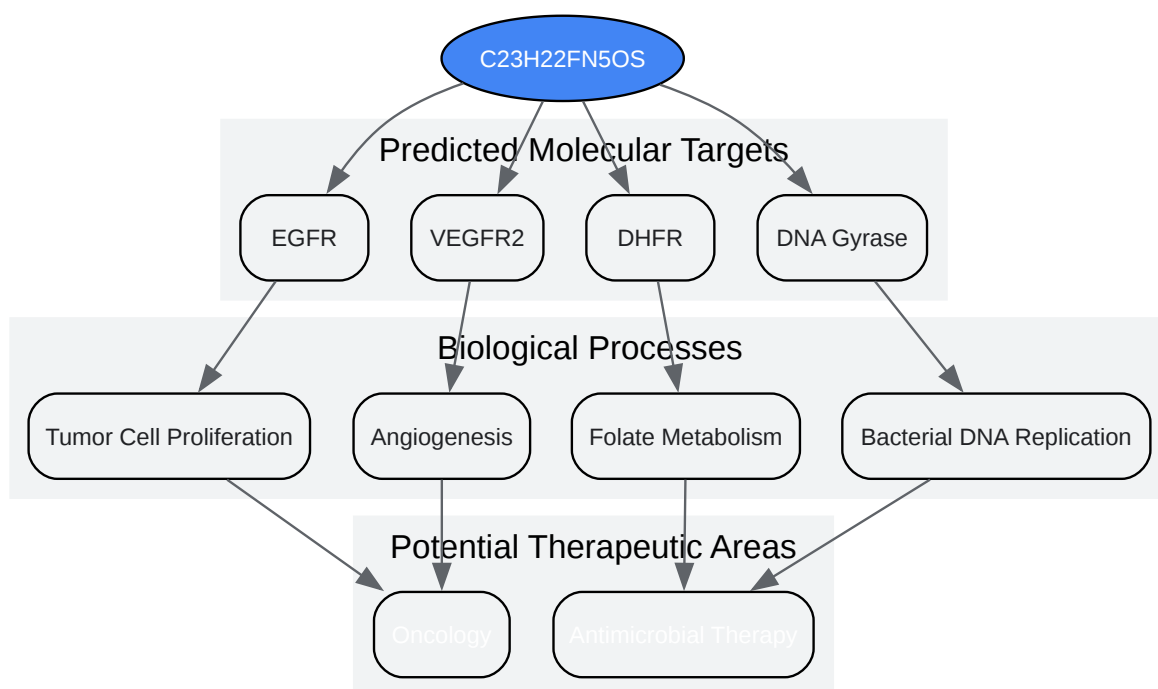 C23H22FN5OS
Predicted Molecular Targets
EGFR
VEGFR2
DHFR
DNA Gyrase
Biological Processes
Tumor Cell Proliferation
Angiogenesis
Folate Metabolism
Bacterial DNA Replication
Potential Therapeutic Areas
Oncology
Antimicrobial Therapy